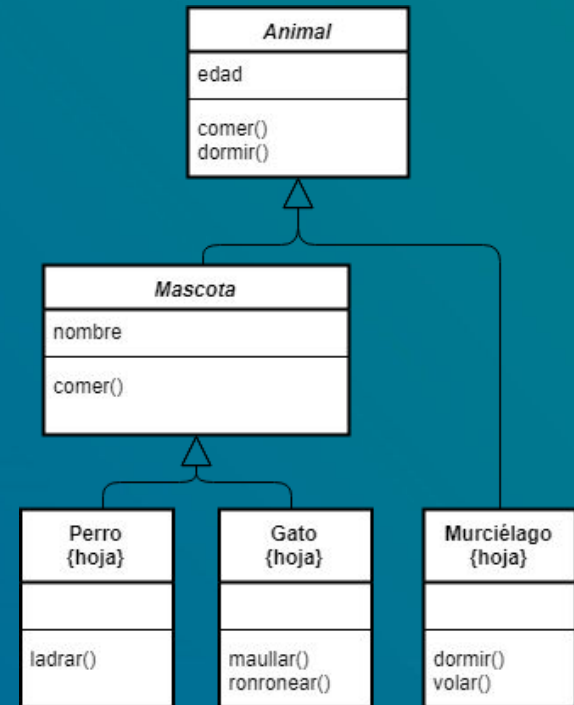 Animal
edad
comer()
dormir()
Mascota
nombre
comer()
Perro
{hoja}
ladrar()
Gato
{hoja}
maullar()
ronronear()
Murciélago
{hoja}
dormir()
volar()